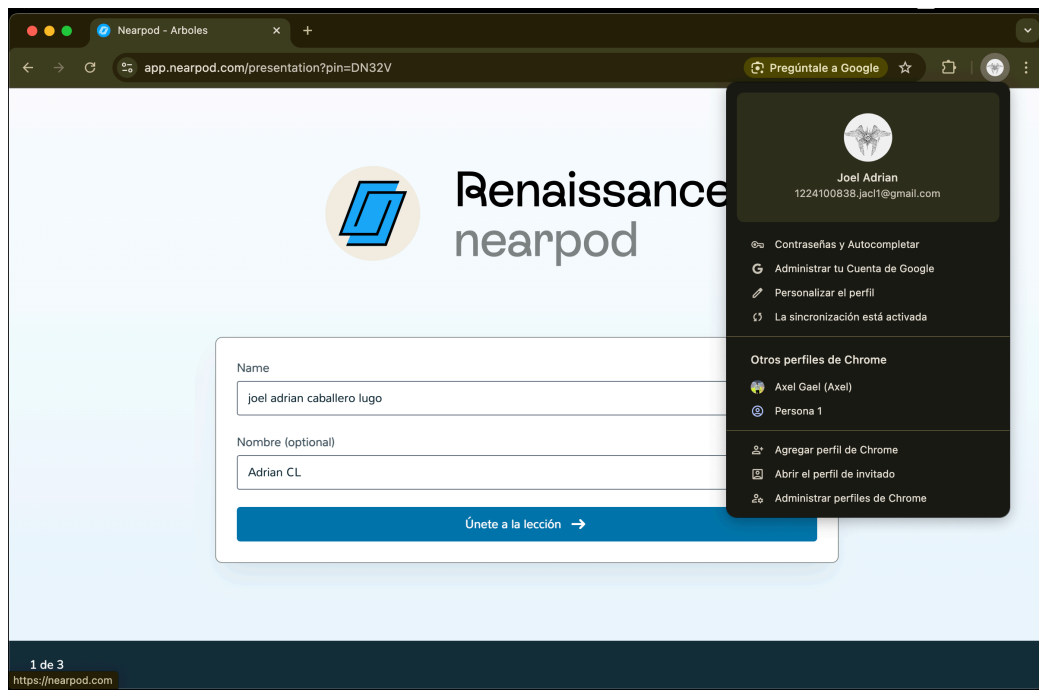 Nearpod - Arboles
app.nearpod.com/presentation?pin=DN32V
Pregúntale a Google
Renaissance
nearpod
Name
joel adrian caballero lugo
Nombre (optional)
Adrian CL
Únete a la lección
Joel Adrian
1224100838.jacl1@gmail.com
Contraseñas y Autocompletar
Administrar tu Cuenta de Google
Personalizar el perfil
La sincronización está activada
Otros perfiles de Chrome
Axel Gael (Axel)
Persona 1
Agregar perfil de Chrome
Abrir el perfil de invitado
Administrar perfiles de Chrome
1 de 3
https://nearpod.com